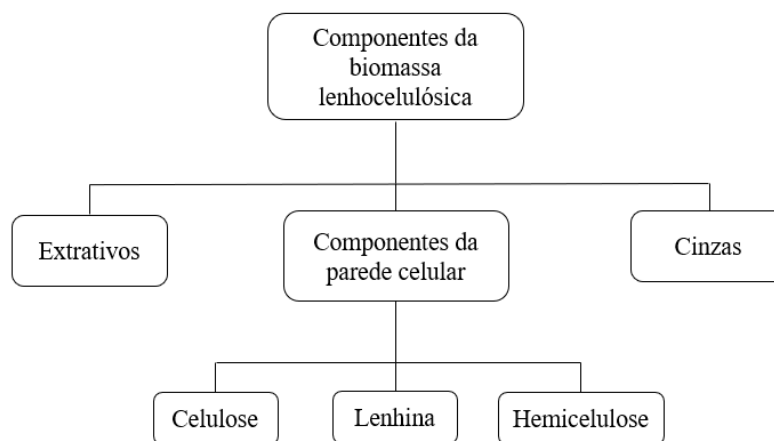 Componentes da
biomassa
lenhocelulósica
Extrativos
Componentes da
parede celular
Cinzas
Celulose
Lenhina
Hemicelulose